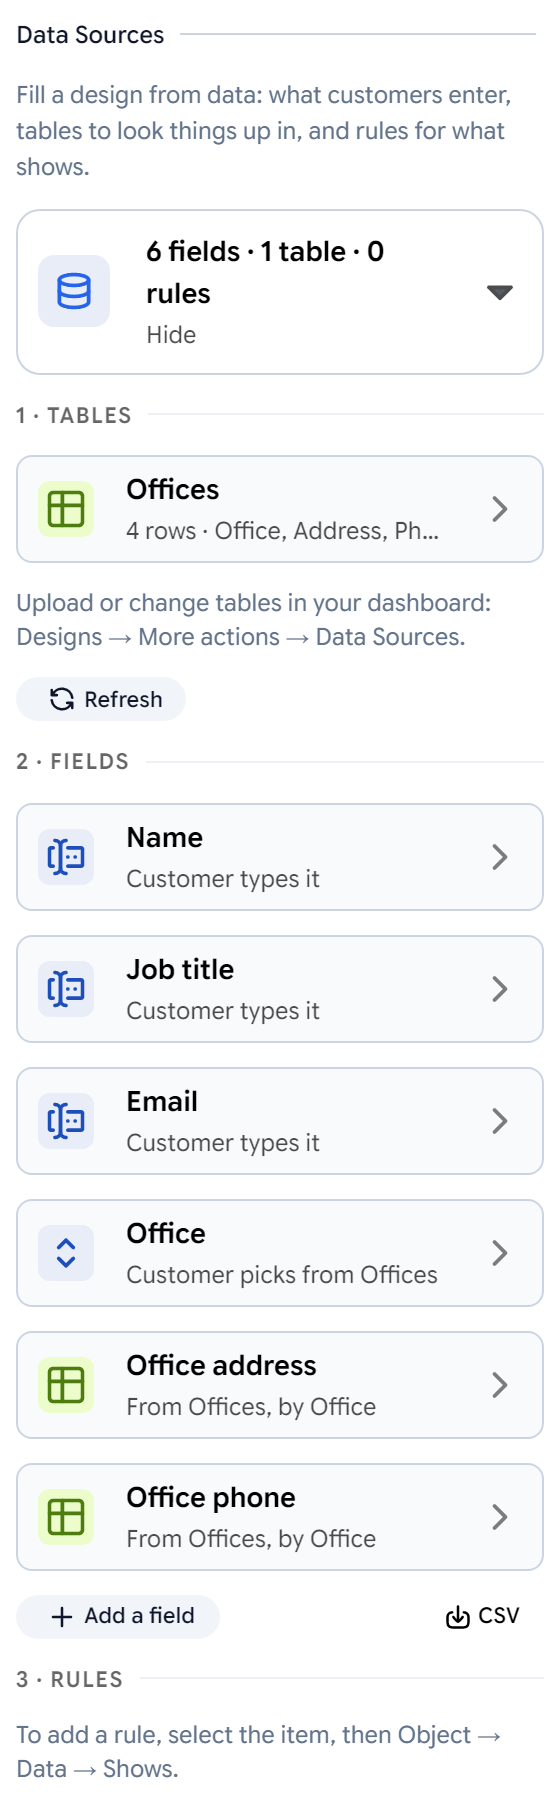 Data Sources
Fill a design from data: what customers enter,
tables to look things up in, and rules for what
shows.
6 fields · 1 table · 0
rules
Hide
1 · TABLES
Offices
4 rows · Office, Address, Ph...
Upload or change tables in your dashboard:
Designs → More actions → Data Sources.
Refresh
2 · FIELDS
Name
Customer types it
Job title
Customer types it
Email
Customer types it
Office
Customer picks from Offices
Office address
From Offices, by Office
Office phone
From Offices, by Office
Add a field
CSV
3 · RULES
To add a rule, select the item, then Object →
Data → Shows.